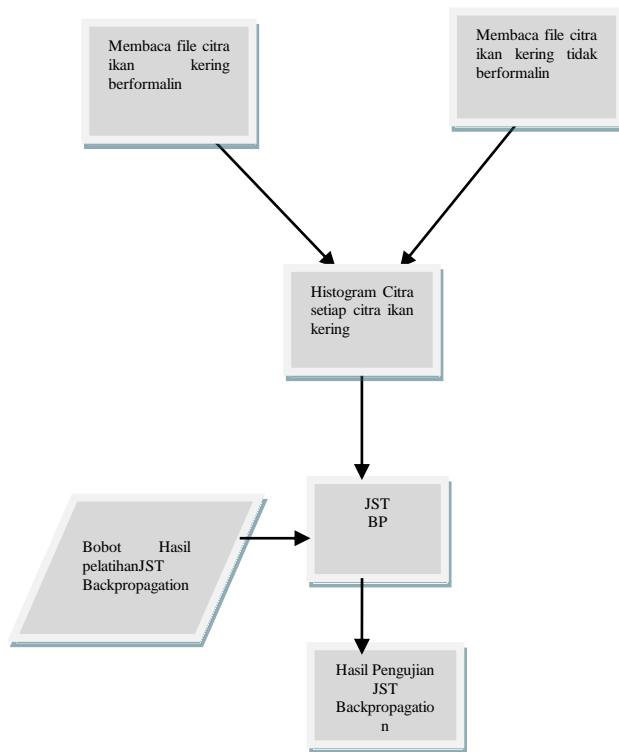 Membaca file citra
ikan kering
berformalin
Membaca file citra
ikan kering tidak
berformalin
Histogram Citra
setiap citra ikan
kering
JST
BP
Bobot Hasil
pelatihanJST
Backpropagation
Hasil Pengujian
JST
Backpropagatio
n